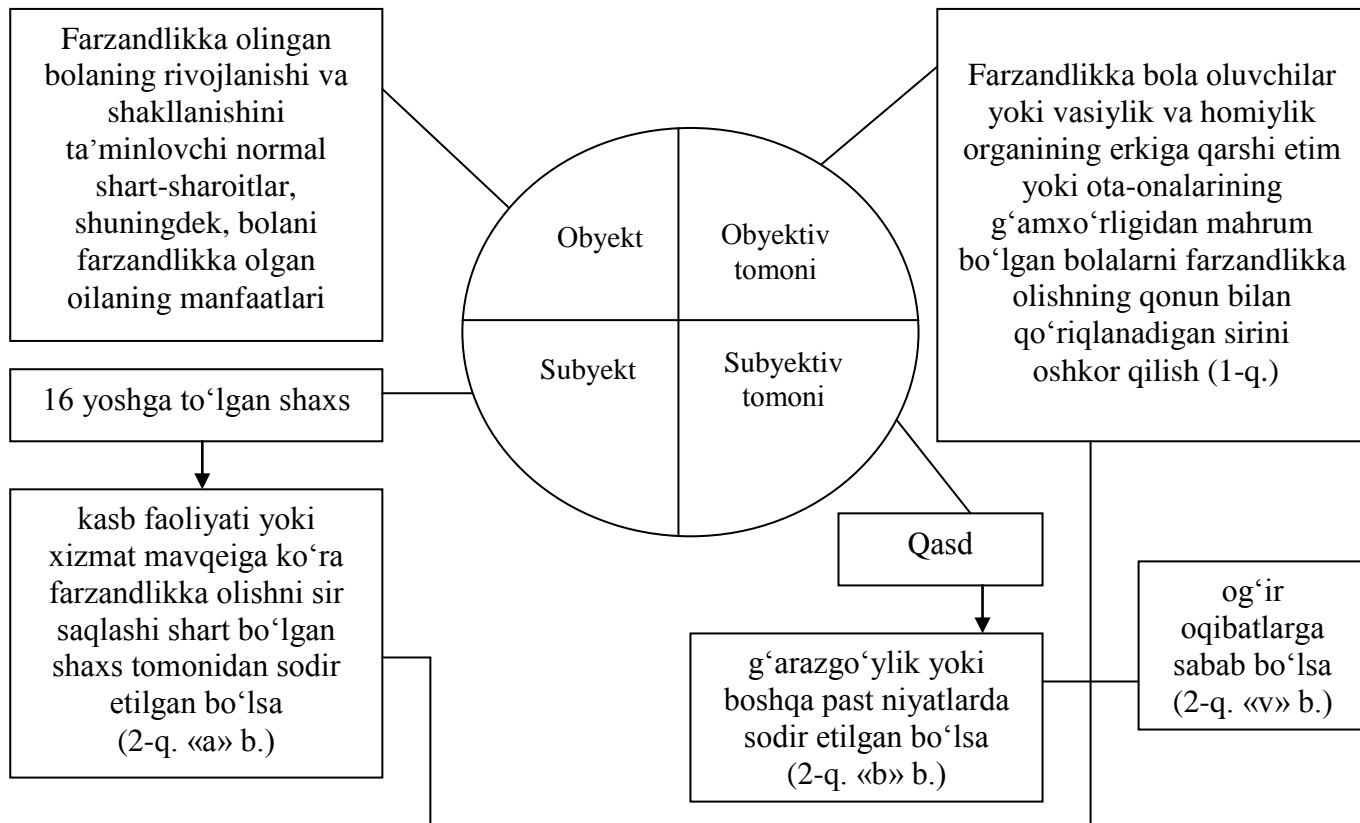 Farzandlikka olingan
bolaning rivojlanishi va
shakllanishini
ta’minlovchi normal
shart-sharoitlar,
shuningdek, bolani
farzandlikka olgan
oilaning manfaatlari
Farzandlikka bola oluvchilar
yoki vasiylik va homiylik
organining erkiga qarshi etim
yoki ota-onalarining
g‘amxo‘rligidan mahrum
bo‘lgan bolalarni farzandlikka
olishning qonun bilan
qo‘riqlanadigan sirini
oshkor qilish (1-q.)
Obyekt
Obyektiv
tomoni
Subyekt
Subyektiv
tomoni
16 yoshga to‘lgan shaxs
kasb faoliyati yoki
xizmat mavqeiga ko‘ra
farzandlikka olishni sir
saqlashi shart bo‘lgan
shaxs tomonidan sodir
etilgan bo‘lsa
(2-q. «a» b.)
Qasd
g‘arazgo‘ylik yoki
boshqa past niyatlarda
sodir etilgan bo‘lsa
(2-q. «b» b.)
og‘ir
oqibatlarga
sabab bo‘lsa
(2-q. «v» b.)